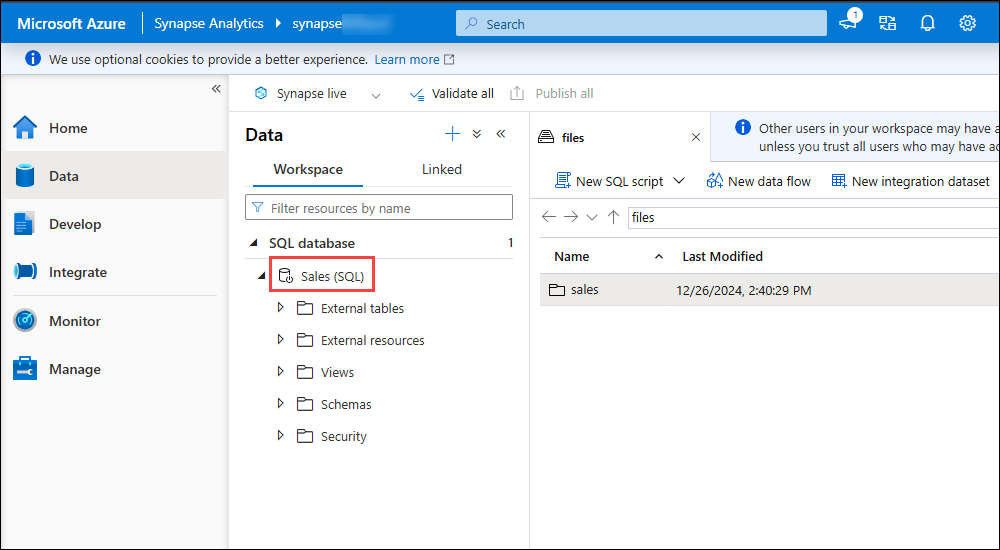 Microsoft Azure
Synapse Analytics
synapse
Search
1
We use optional cookies to provide a better experience. Learn more
Home
Data
Develop
Integrate
Monitor
Manage
Synapse live
Validate all
Publish all
Data
Workspace
Linked
Filter resources by name
SQL database 1
Sales (SQL)
External tables
External resources
Views
Schemas
Security
files
Other users in your workspace may have a
unless you trust all users who may have ac
New SQL script
New data flow
New integration dataset
files
Name Last Modified
sales 12/26/2024, 2:40:29 PM